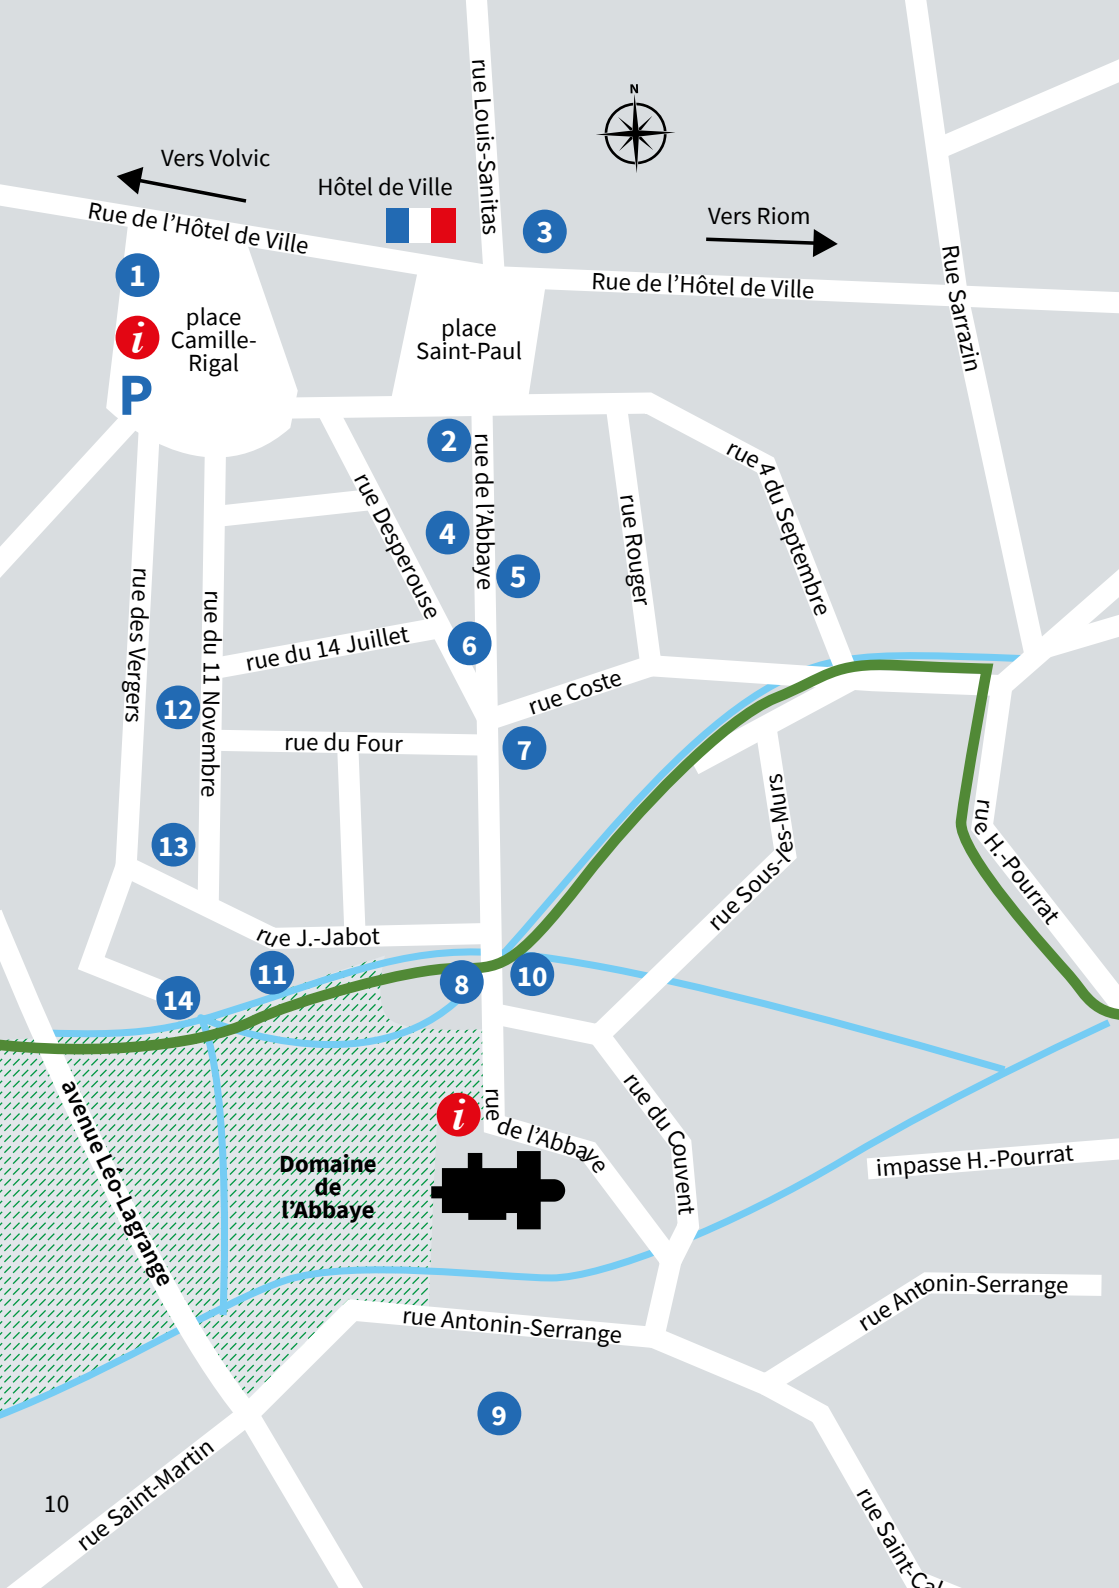 rue Louis-Sanitas
N
Vers Volvic
Hôtel de Ville
Vers Riom
3
Rue de l'Hôtel de Ville
Rue de l'Hôtel de Ville
Rue Sarrazin
1
i
P
place
Camille-
Rigal
place
Saint-Paul
2
rue de l'Abbaye
rue 4 du Septembre
rue Desperouse
4
5
rue Rouger
rue des Vergers
rue du 11 Novembre
rue du 14 Juillet
6
rue Coste
12
rue du Four
7
rue Sous-les-Murs
rue H.-Pourrat
13
rue J.-Jabot
11
8
10
14
avenue Léo-Lagrange
i
rue de l'Abbaye
rue du Couvent
Domaine
de
l'Abbaye
impasse H.-Pourrat
rue Antonin-Serrange
rue Antonin-Serrange
9
rue Saint-Martin
10
rue Saint-Cal